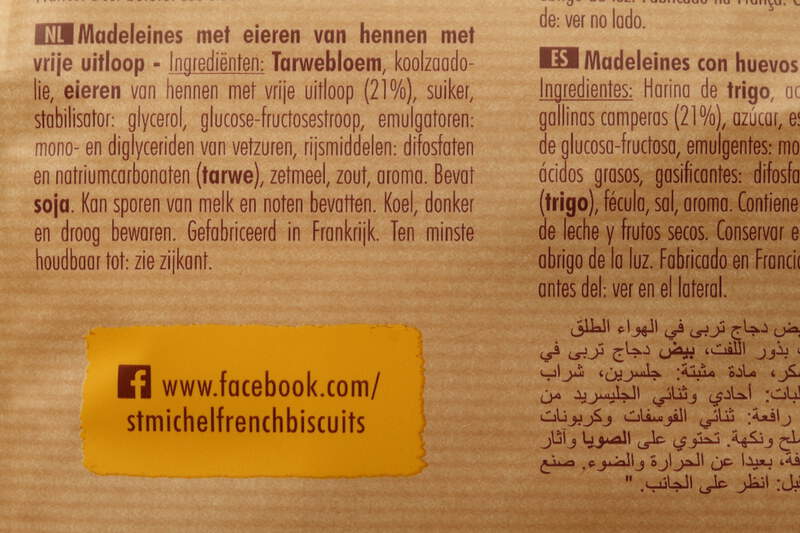 NL Madeleines met eieren van hennen met
vrije uitloop - Ingrediënten: Tarwebloem, koolzaado-
lie, eieren van hennen met vrije uitloop (21%), suiker,
stabilisator: glycerol, glucose-fructosestroop, emulgatoren:
mono- en diglyceriden van vetzuren, rijsmiddelen: difosfaten
en natriumcarbonaten (tarwe), zetmeel, zout, aroma. Bevat
soja. Kan sporen van melk en noten bevatten. Koel, donker
en droog bewaren. Gefabriceerd in Frankrijk. Ten minste
houdbaar tot: zie zijkant.
www.facebook.com/
stmichelfrenchbiscuits
de: ver no lado.
ES Madeleines con huevos
Ingredientes: Harina de trigo,
gallinas camperas (21%), azúcar,
de glucosa-fructosa, emulgentes:
ácidos grasos, gasificantes:
(trigo), fécula, sal, aroma. Contiene
de leche y frutos secos. Conservar
abrigo de la luz. Fabricado en
antes del: ver en el lateral.
دجاج تربى في الهواء الطلق
بذور اللفت، بيض دجاج تربى في
مادة مثبتة: جلسرين، شراب
أحادي وثنائي الجليسريد من
رافعة: ثنائي الفوسفات وكربونات
ونكهة. تحتوي على الصويا وآثار
بعيدا عن الحرارة والضوء. صنع
انظر على الجانب. "